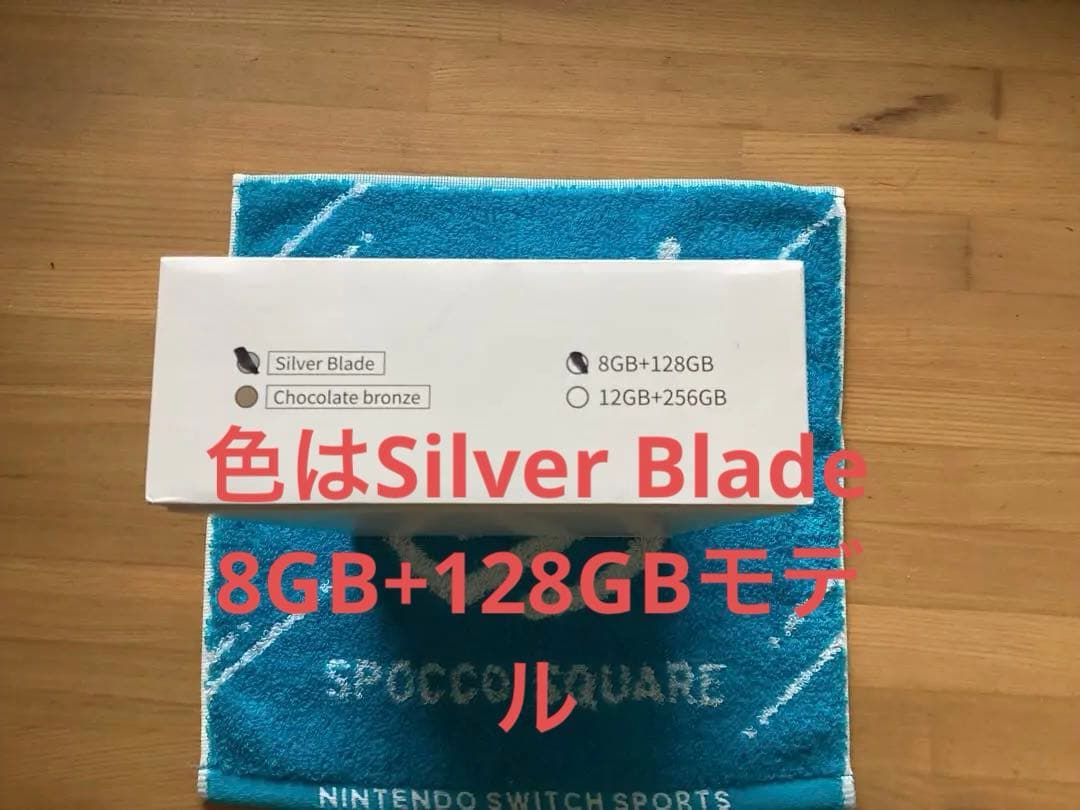 Silver Blade
Chocolate bronze
8GB+128GB
12GB+256GB
色はSilver Blade
8GB+128GBモデ
ル
SPOCCO SQUARE
NINTENDO SWITCH SPORTS